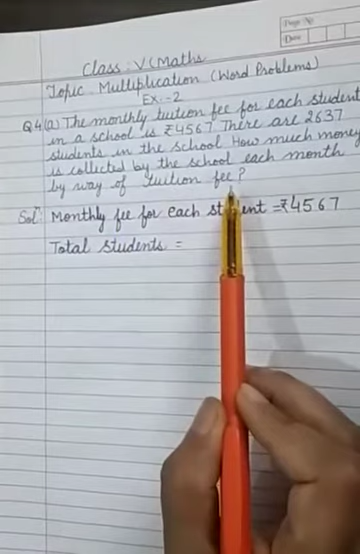 Page No.
Date
Class V (Maths
Topic Multiplication (Word Problems)
Ex.-2
Q4(a) The monthly tuition fee for each student
in a school is ₹4567 There are 2637
students in the school How much money
is collected by the school each month
by way of tuition fee?
Solⁿ Monthly fee for each student = ₹4567
Total students =